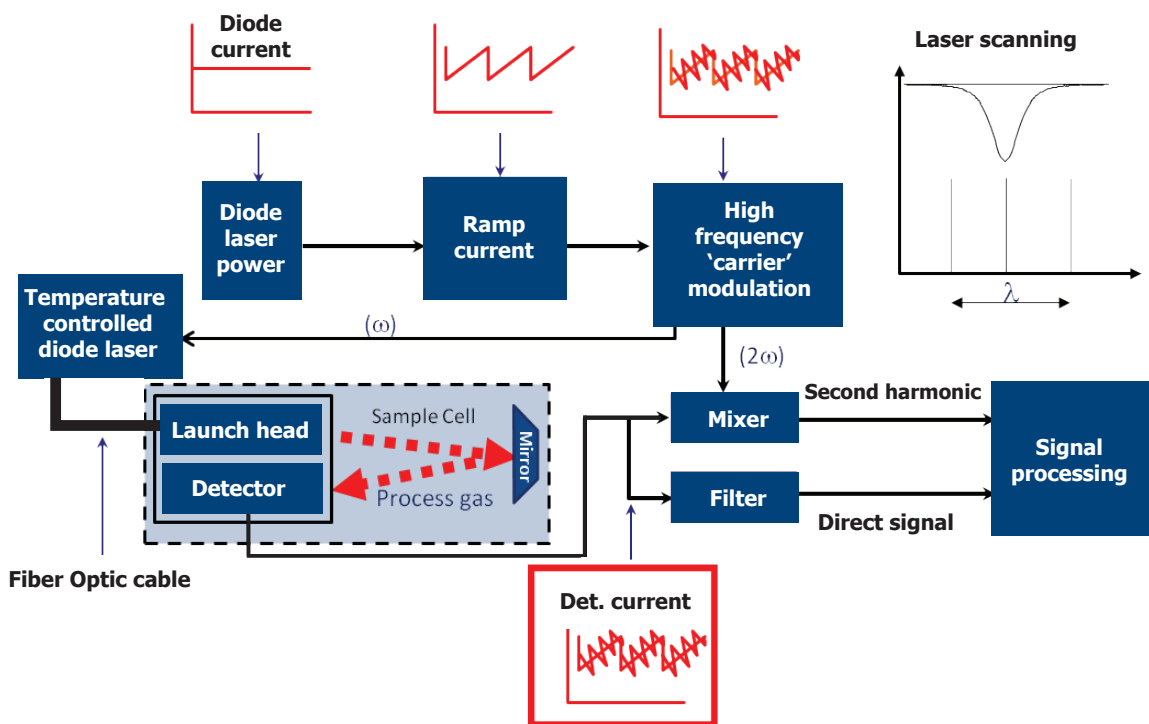 Diode
current
Laser scanning
Diode
laser
power
Ramp
current
High
frequency
‘carrier’
modulation
λ
Temperature
controlled
diode laser
(ω)
(2ω)
Second harmonic
Launch head
Sample Cell
Mirror
Mixer
Signal
processing
Detector
Process gas
Filter
Direct signal
Fiber Optic cable
Det. current